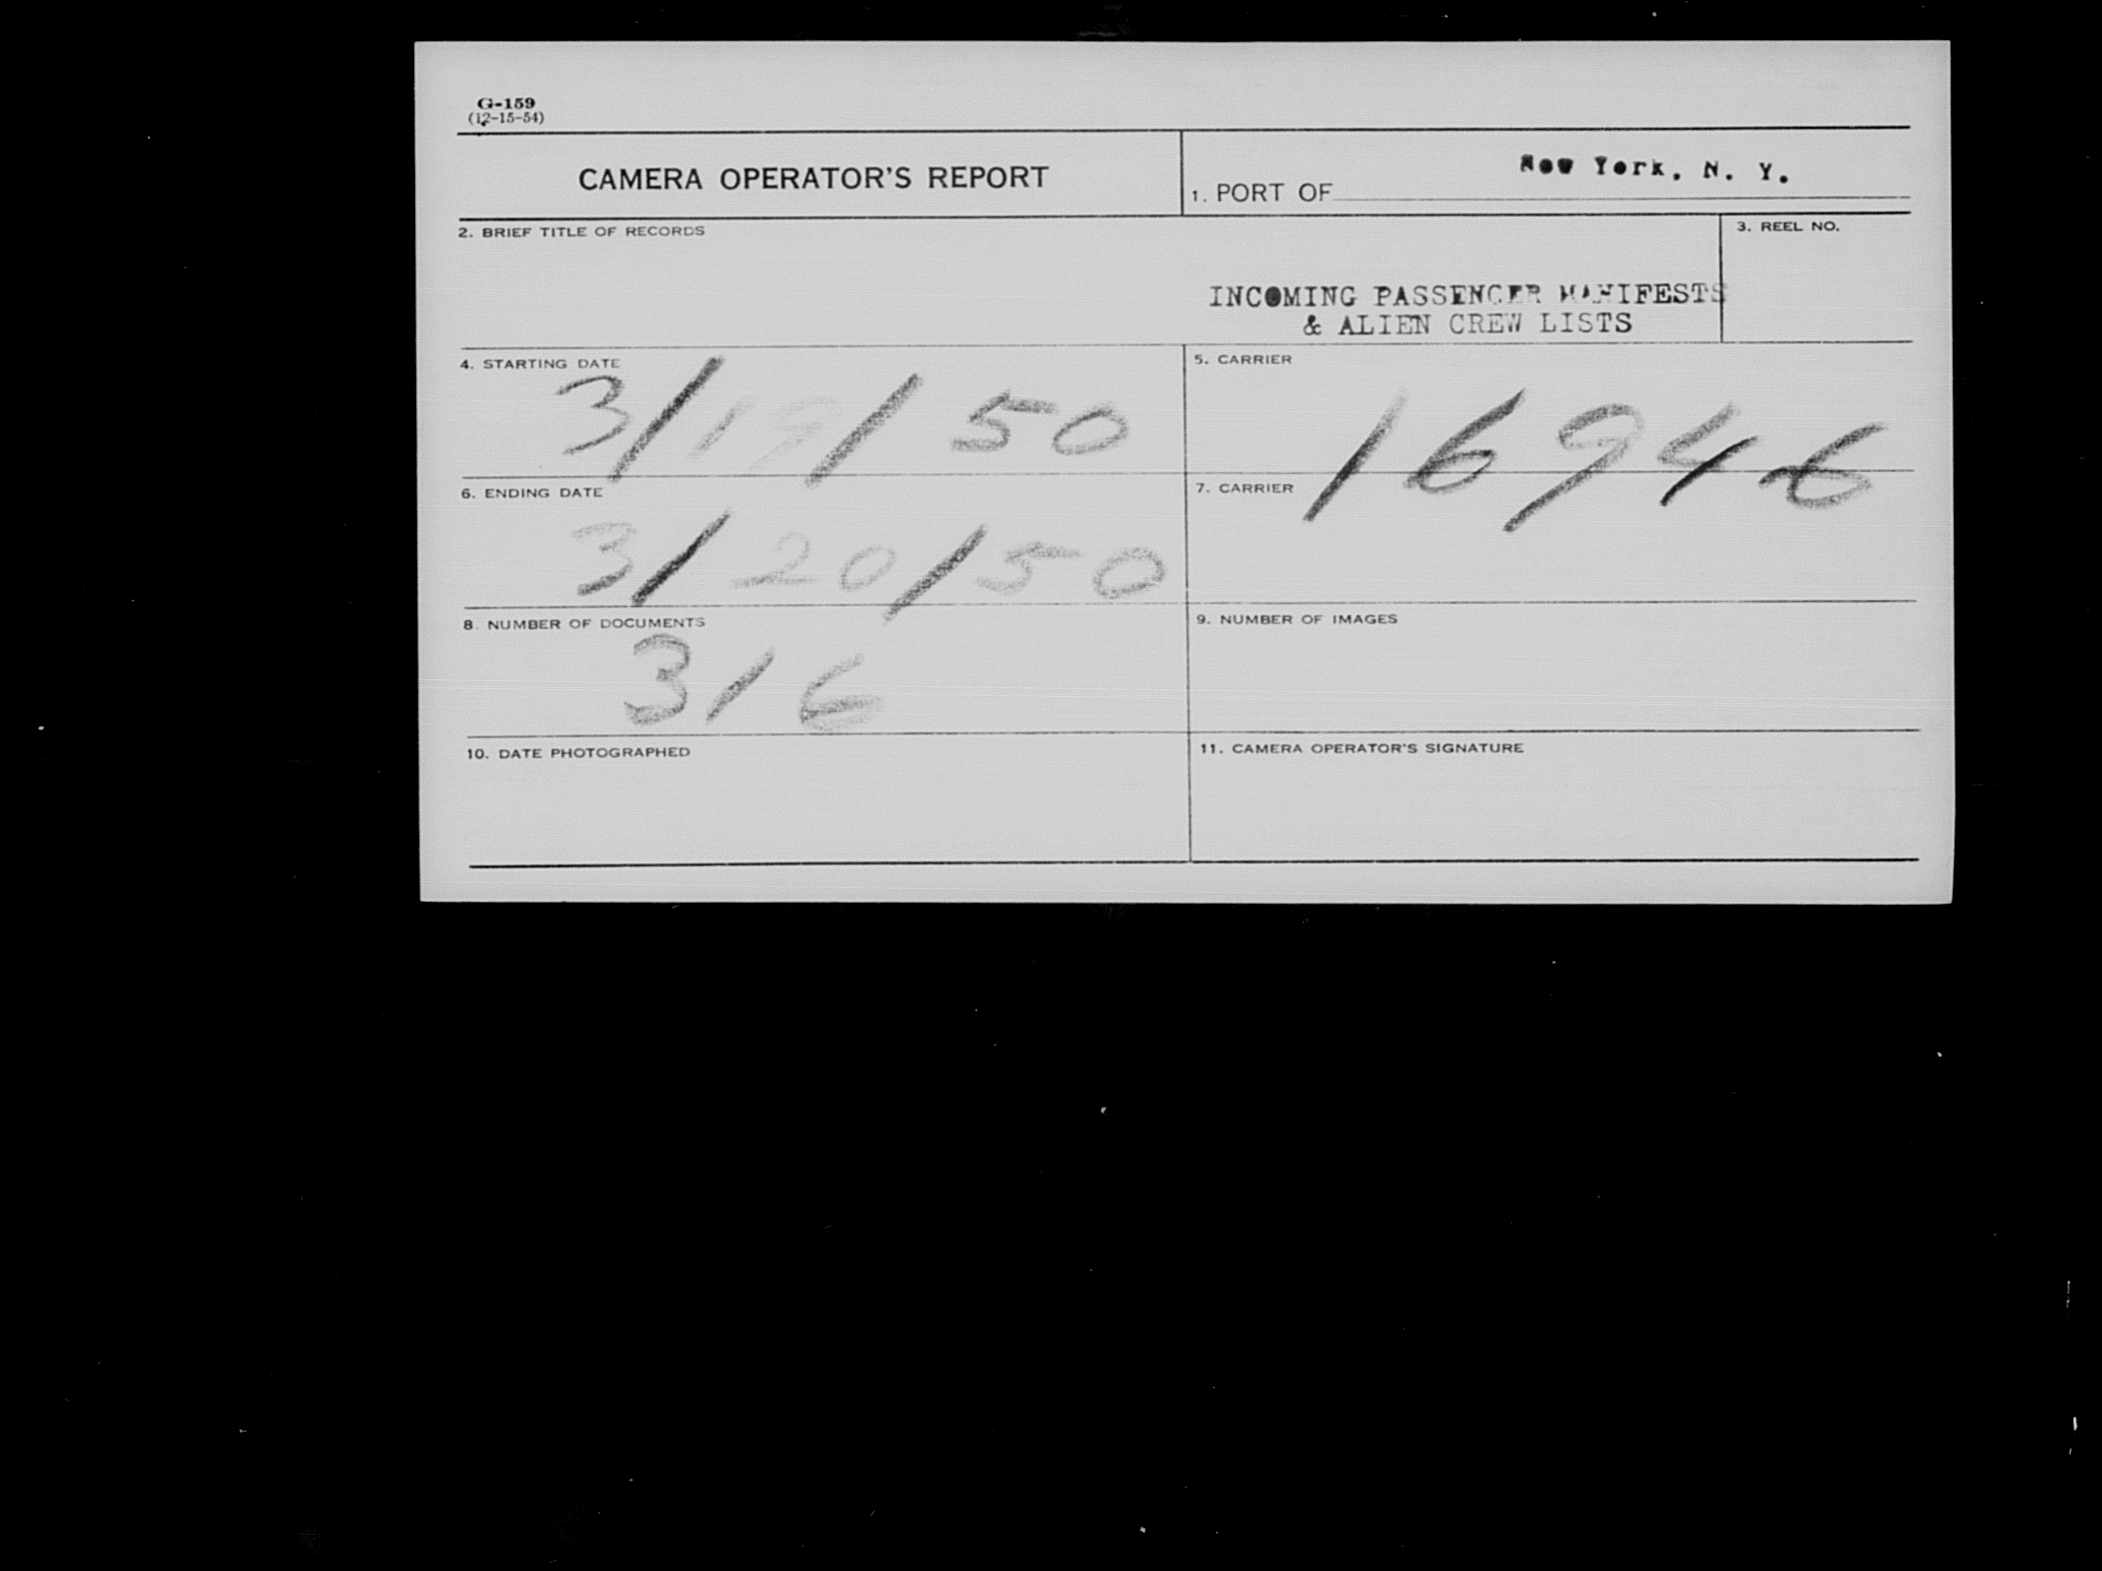 G-159
(12-15-54)
CAMERA OPERATOR'S REPORT
1. PORT OF New York, N. Y.
2. BRIEF TITLE OF RECORDS
INCOMING PASSENGER MANIFESTS
& ALIEN CREW LISTS
3. REEL NO.
4. STARTING DATE
3/19/50
5. CARRIER
16946
6. ENDING DATE
3/20/50
7. CARRIER
8. NUMBER OF DOCUMENTS
316
9. NUMBER OF IMAGES
10. DATE PHOTOGRAPHED
11. CAMERA OPERATOR'S SIGNATURE